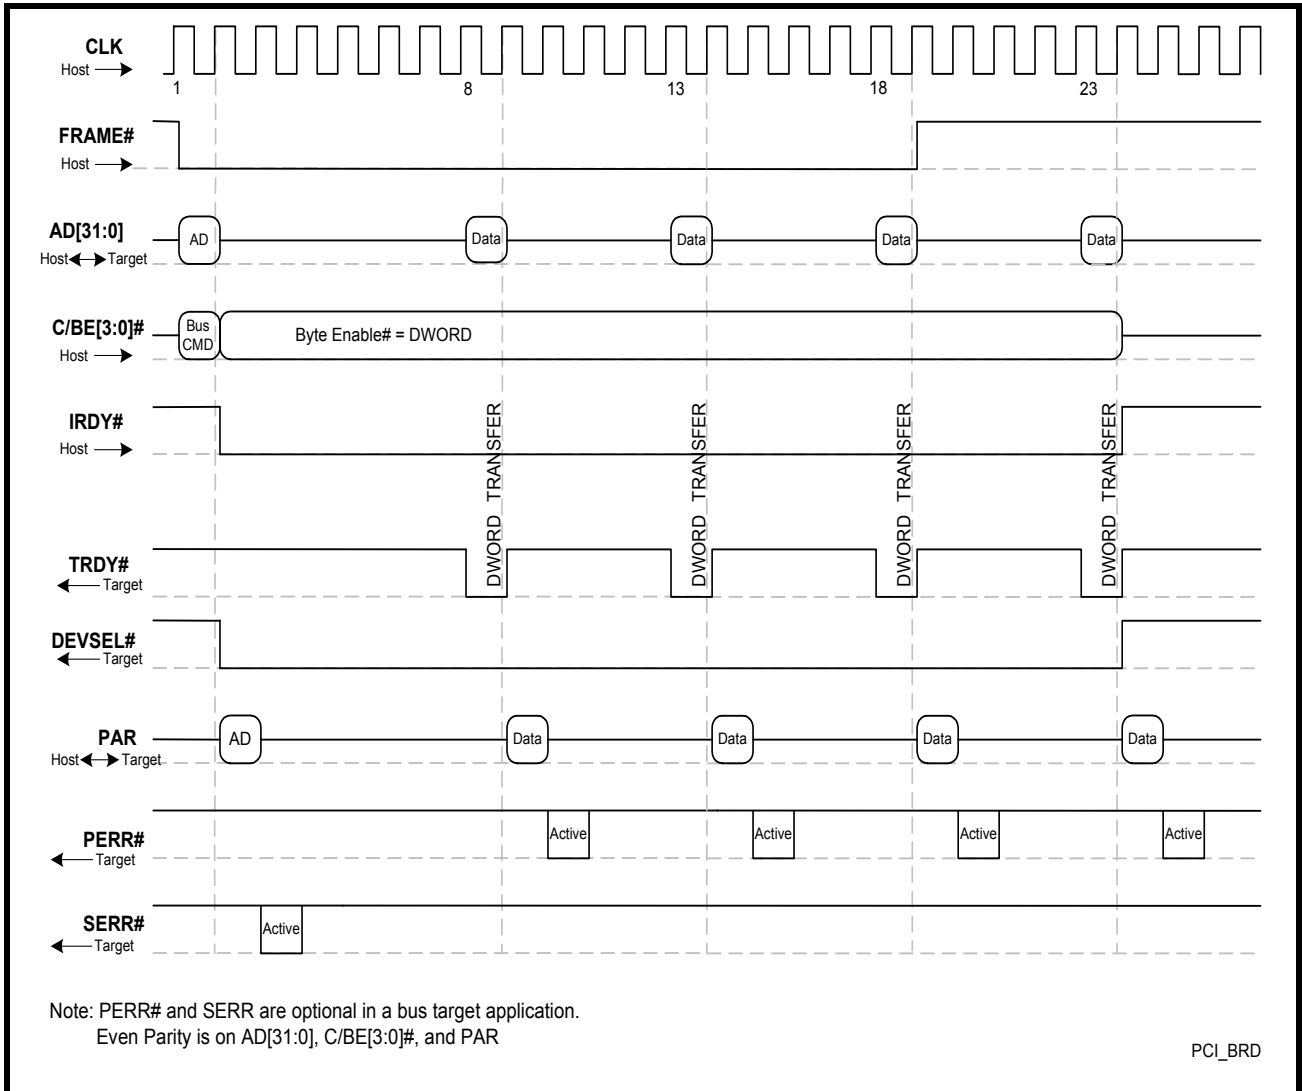 CLK
Host
1 8 13 18 23
FRAME#
Host
AD[31:0]
Host Target
AD Data Data Data Data
C/BE[3:0]#
Host
Bus
CMD
Byte Enable# = DWORD
IRDY#
Host
DWORD TRANSFER
DWORD TRANSFER
DWORD TRANSFER
DWORD TRANSFER
TRDY#
Target
DEVSEL#
Target
PAR
Host Target
AD Data Data Data Data
PERR#
Target
Active Active Active Active
SERR#
Target
Active
Note: PERR# and SERR are optional in a bus target application.
Even Parity is on AD[31:0], C/BE[3:0]#, and PAR
PCI_BRD